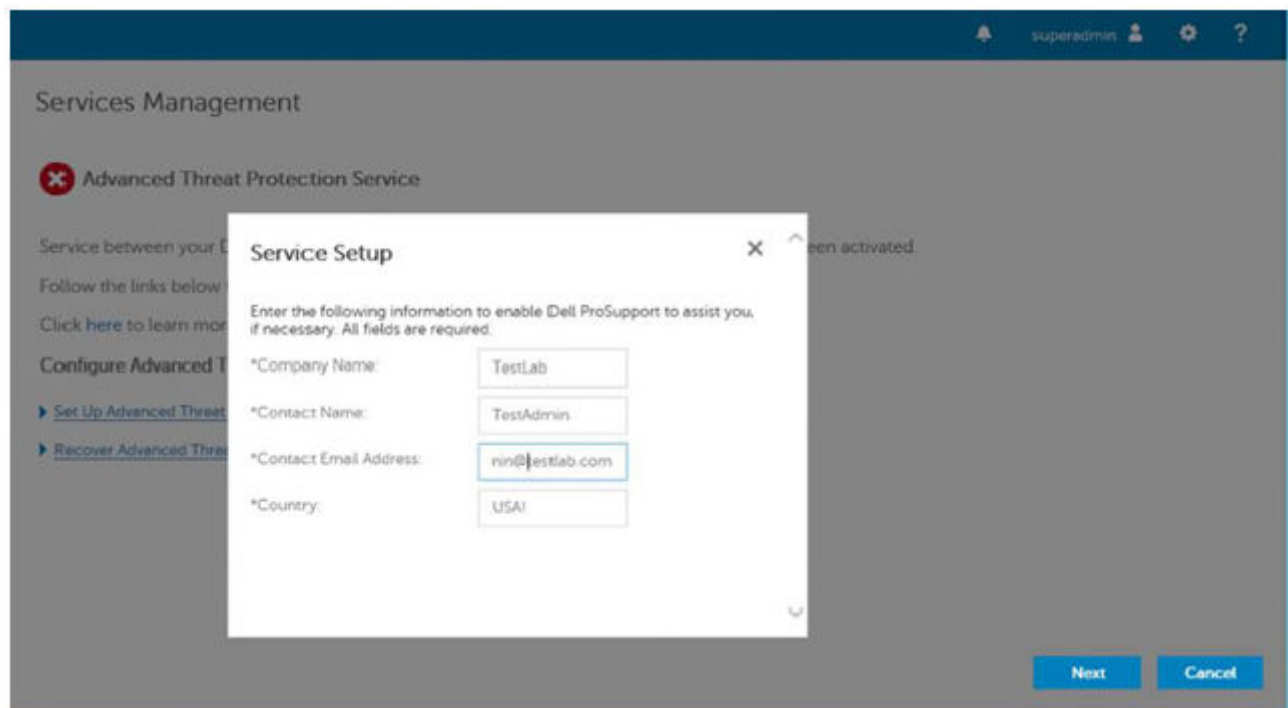 superadmin ?
Services Management
Advanced Threat Protection Service
Service between your D
een activated.
Follow the links below
Click here to learn mor
Configure Advanced T
Set Up Advanced Threat
Recover Advanced Threa
Service Setup
Enter the following information to enable Dell ProSupport to assist you,
if necessary. All fields are required.
*Company Name: TestLab
*Contact Name: TestAdmin
*Contact Email Address: nin@testlab.com
*Country: USA!
Next Cancel